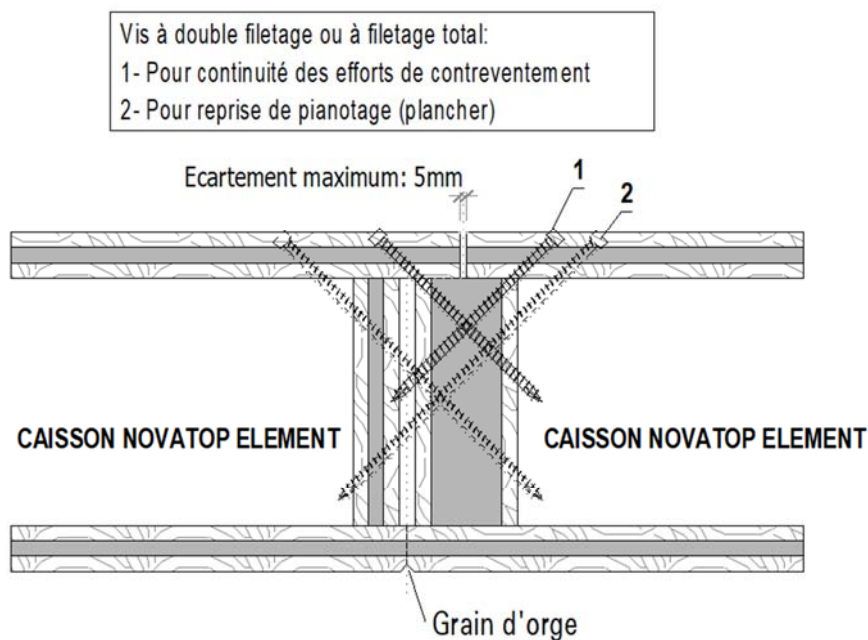 Vis à double filetage ou à filetage total:
1- Pour continuité des efforts de contreventement
2- Pour reprise de pianotage (plancher)
Ecartement maximum: 5mm
1
2
CAISSON NOVATOP ELEMENT
CAISSON NOVATOP ELEMENT
Grain d'orge